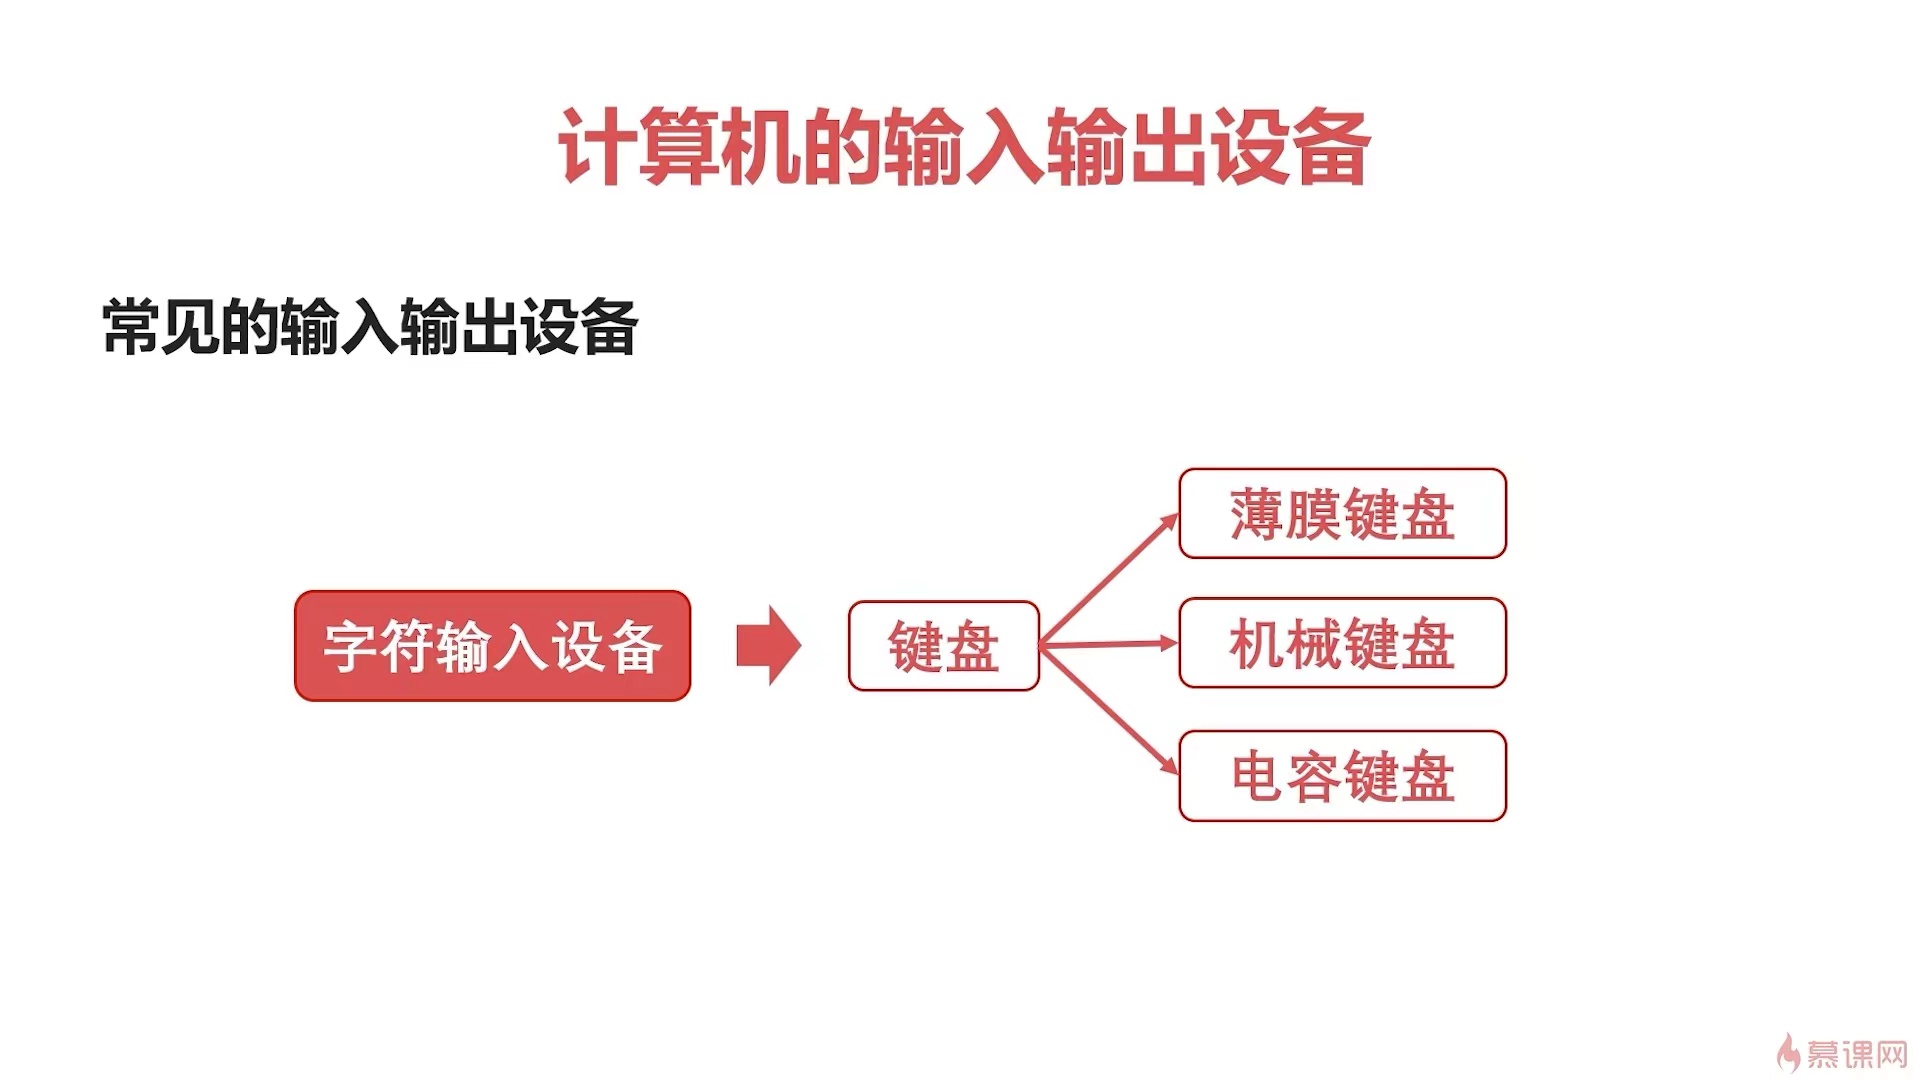 计算机的输入输出设备
常见的输入输出设备
薄膜键盘
字符输入设备
键盘
机械键盘
电容键盘
慕课网